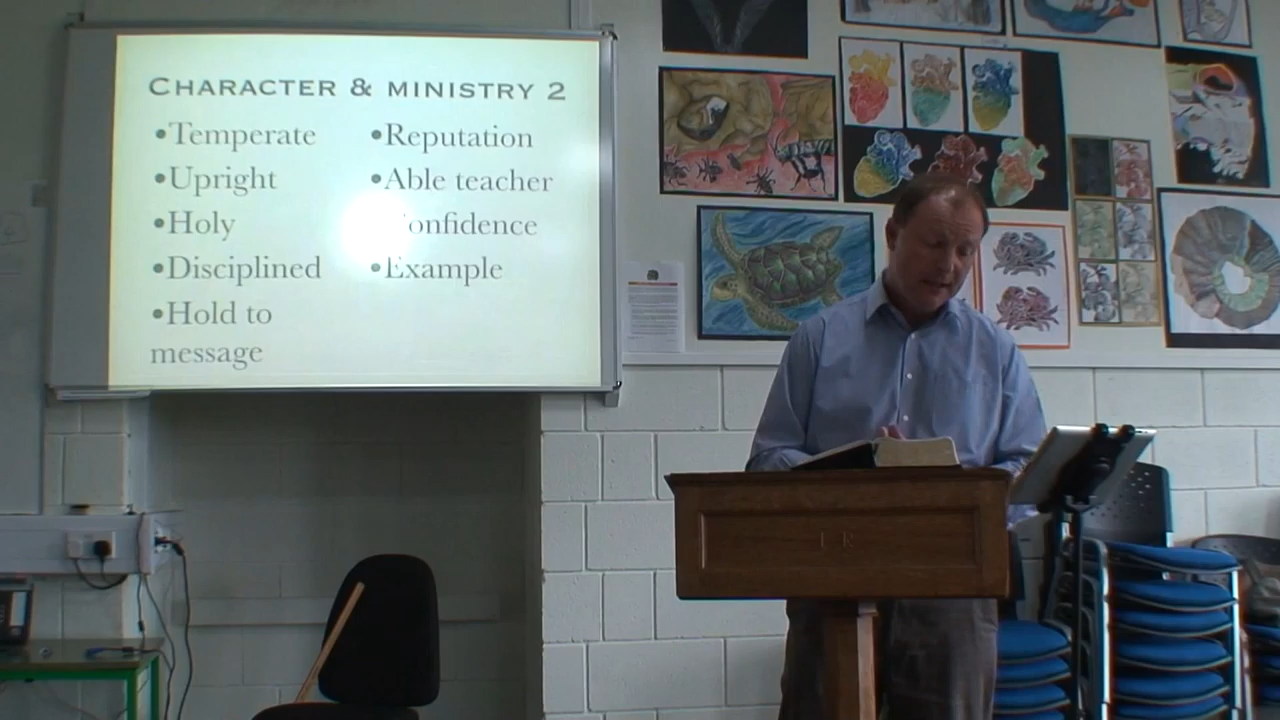 CHARACTER & MINISTRY 2
•Temperate
•Upright
•Holy
•Disciplined
•Hold to
message
•Reputation
•Able teacher
onfidence
•Example